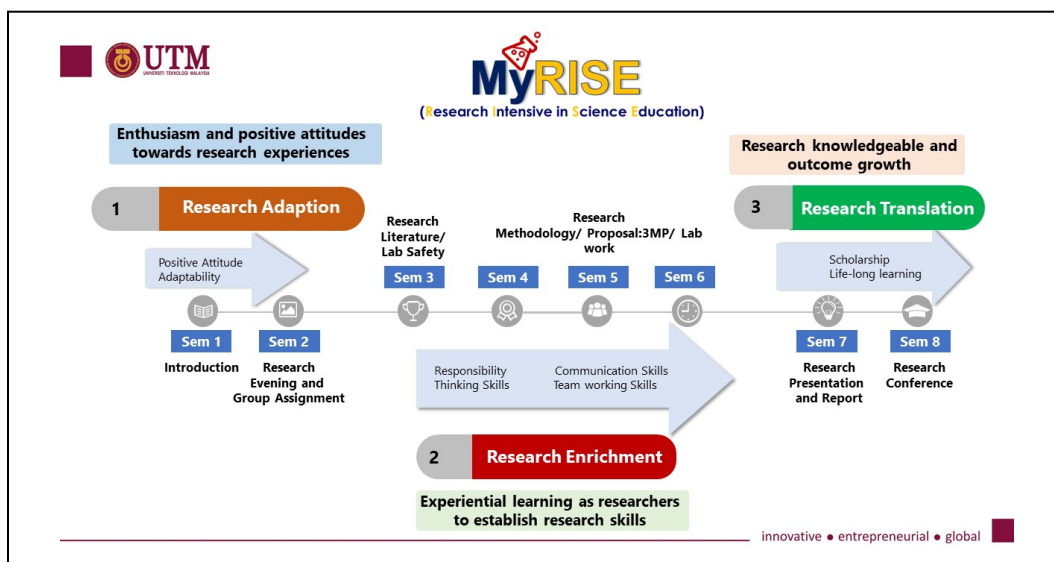 UTM
UNIVERSITI TEKNOLOGI MALAYSIA
MyRISE
(Research Intensive in Science Education)
Enthusiasm and positive attitudes
towards research experiences
1
Research Adaption
Positive Attitude
Adaptability
Sem 1
Introduction
Sem 2
Research
Evening and
Group Assignment
Research
Literature/
Lab Safety
Sem 3
Research
Methodology/ Proposal:3MP/ Lab
work
Sem 4
Sem 5
Sem 6
Responsibility
Thinking Skills
Communication Skills
Team working Skills
2
Research Enrichment
Experiential learning as researchers
to establish research skills
Research knowledgeable and
outcome growth
3
Research Translation
Scholarship
Life-long learning
Sem 7
Research
Presentation
and Report
Sem 8
Research
Conference
innovative ● entrepreneurial ● global